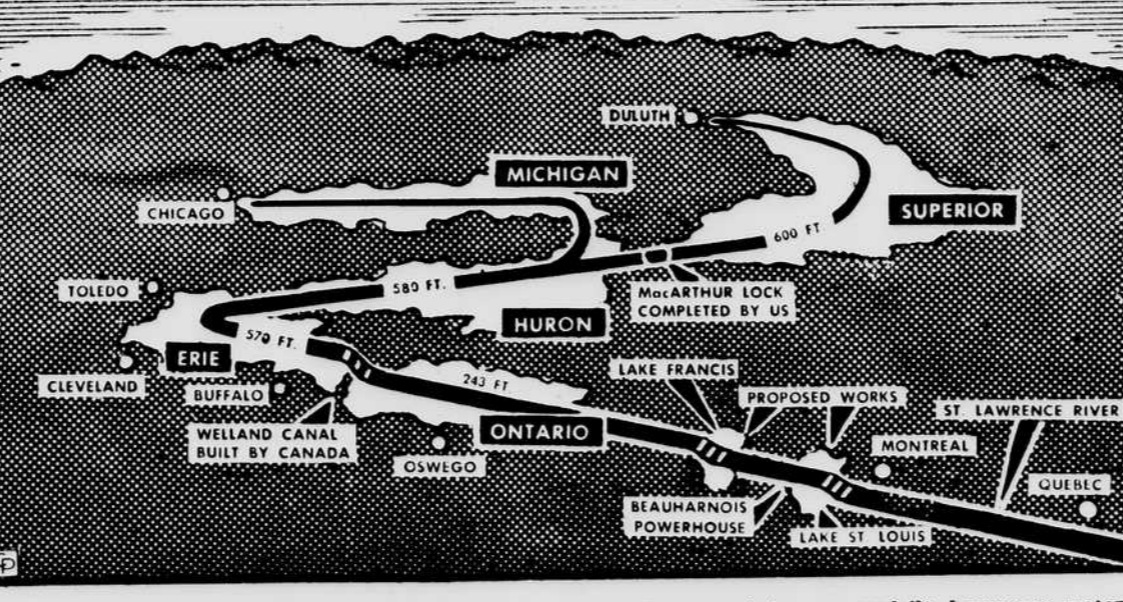 DULUTH
MICHIGAN
CHICAGO
SUPERIOR
600 FT.
TOLEDO
580 FT.
MacARTHUR LOCK
COMPLETED BY US
HURON
570 FT.
ERIE
CLEVELAND
BUFFALO
243 FT
LAKE FRANCIS
PROPOSED WORKS
ST. LAWRENCE RIVER
WELLAND CANAL
BUILT BY CANADA
ONTARIO
OSWEGO
MONTREAL
QUEBEC
BEAUHARNOIS
POWERHOUSE
LAKE ST. LOUIS